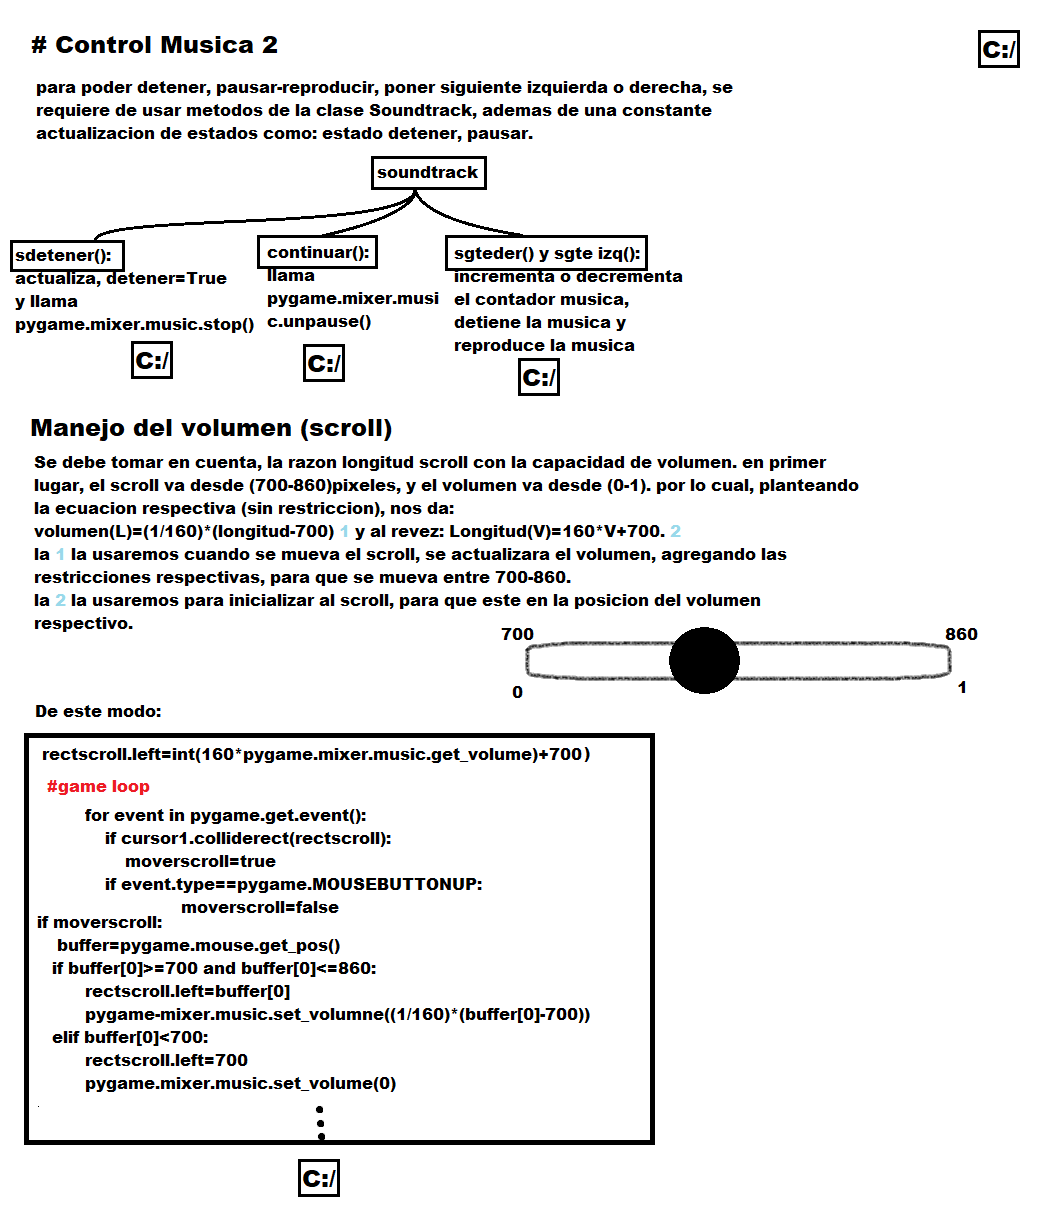 # Control Musica 2
C:/
para poder detener, pausar-reproducir, poner siguiente izquierda o derecha, se
requiere de usar metodos de la clase Soundtrack, ademas de una constante
actualizacion de estados como: estado detener, pausar.
soundtrack
sdetener():
actualiza, detener=True
y llama
pygame.mixer.music.stop()
C:/
continuar():
llama
pygame.mixer.musi
c.unpause()
C:/
sgteder() y sgte izq():
incrementa o decrementa
el contador musica,
detiene la musica y
reproduce la musica
C:/
Manejo del volumen (scroll)
Se debe tomar en cuenta, la razon longitud scroll con la capacidad de volumen. en primer
lugar, el scroll va desde (700-860)pixeles, y el volumen va desde (0-1). por lo cual, planteando
la ecuacion respectiva (sin restriccion), nos da:
volumen(L)=(1/160)*(longitud-700) 1 y al revez: Longitud(V)=160*V+700. 2
la 1 la usaremos cuando se mueva el scroll, se actualizara el volumen, agregando las
restricciones respectivas, para que se mueva entre 700-860.
la 2 la usaremos para inicializar al scroll, para que este en la posicion del volumen
respectivo.
700
860
0
1
De este modo:
rectscroll.left=int(160*pygame.mixer.music.get_volume)+700)
#game loop
for event in pygame.get.event():
if cursor1.colliderect(rectscroll):
moverscroll=true
if event.type==pygame.MOUSEBUTTONUP:
moverscroll=false
if moverscroll:
buffer=pygame.mouse.get_pos()
if buffer[0]>=700 and buffer[0]<=860:
rectscroll.left=buffer[0]
pygame-mixer.music.set_volumne((1/160)*(buffer[0]-700))
elif buffer[0]<700:
rectscroll.left=700
pygame.mixer.music.set_volume(0)
C:/